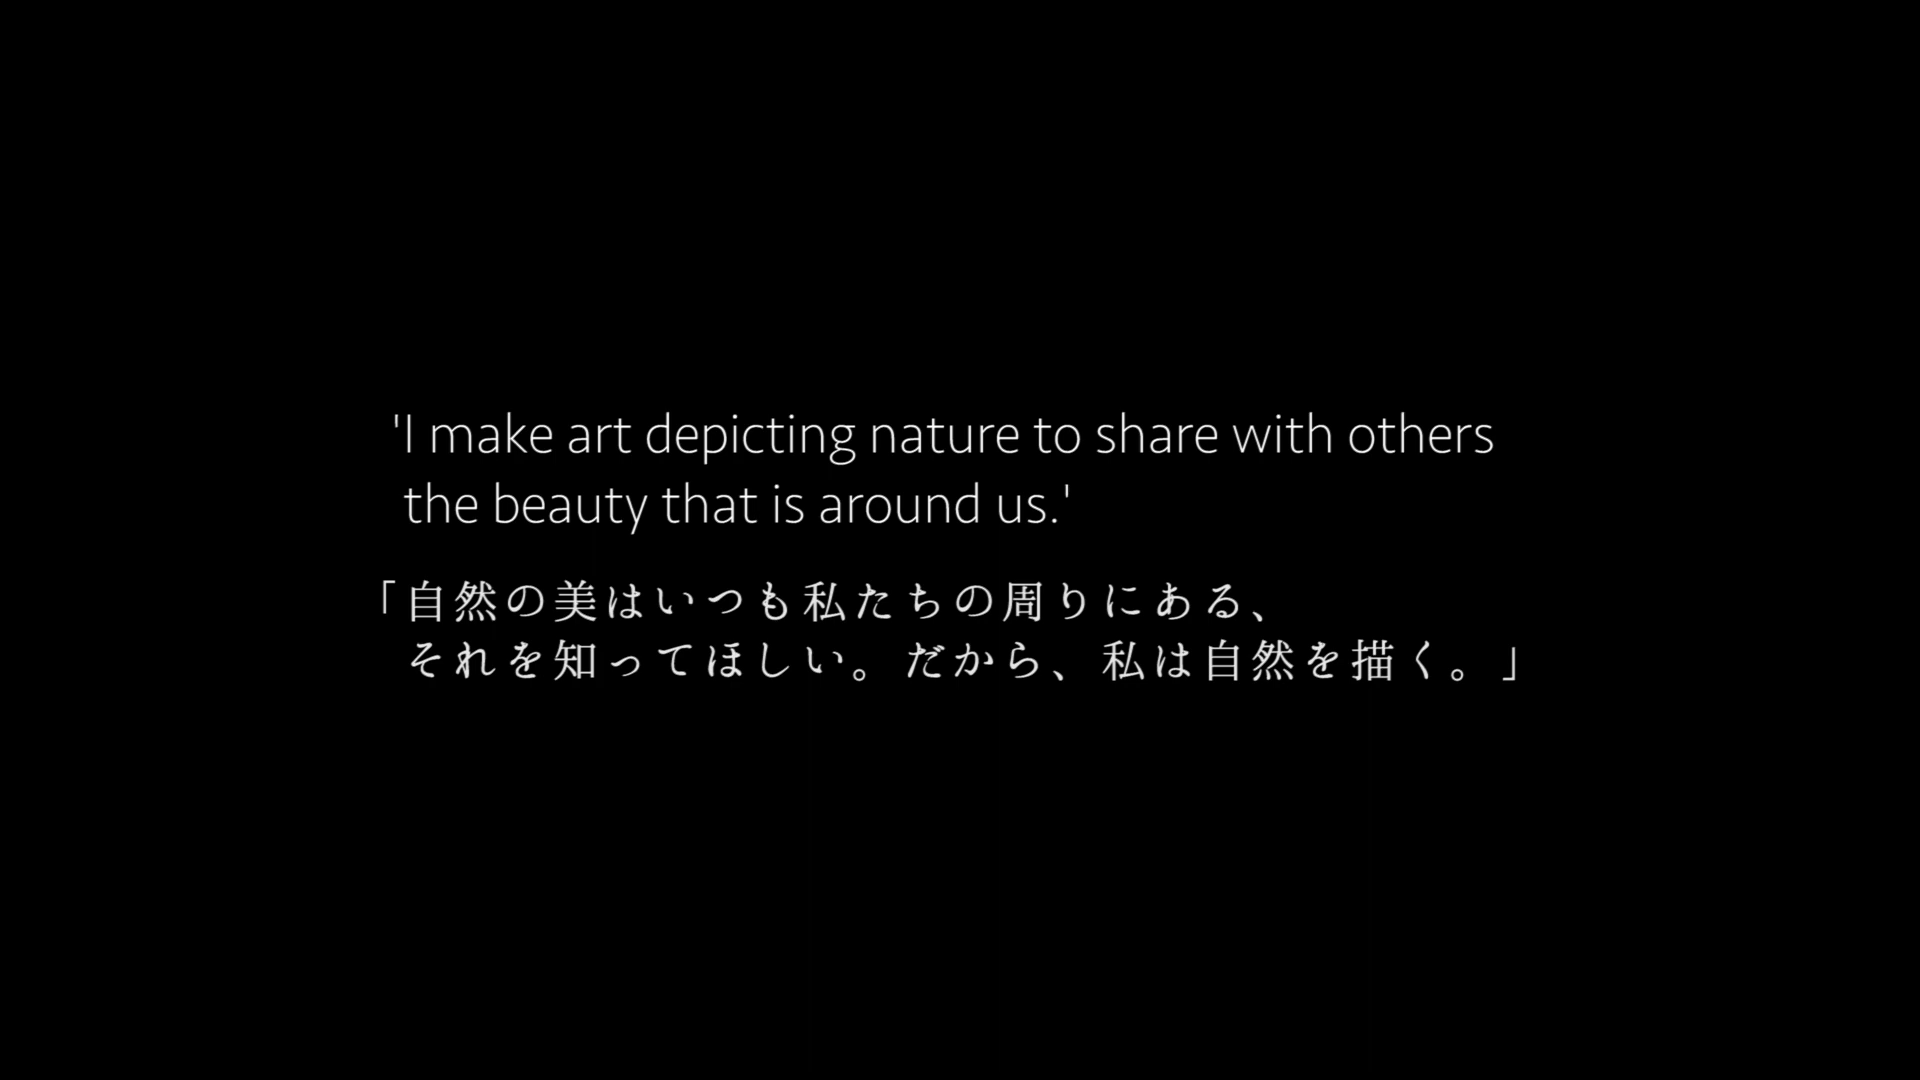 'I make art depicting nature to share with others
the beauty that is around us.'
「自然の美はいつも私たちの周りにある、
それを知ってほしい。だから、私は自然を描く。」